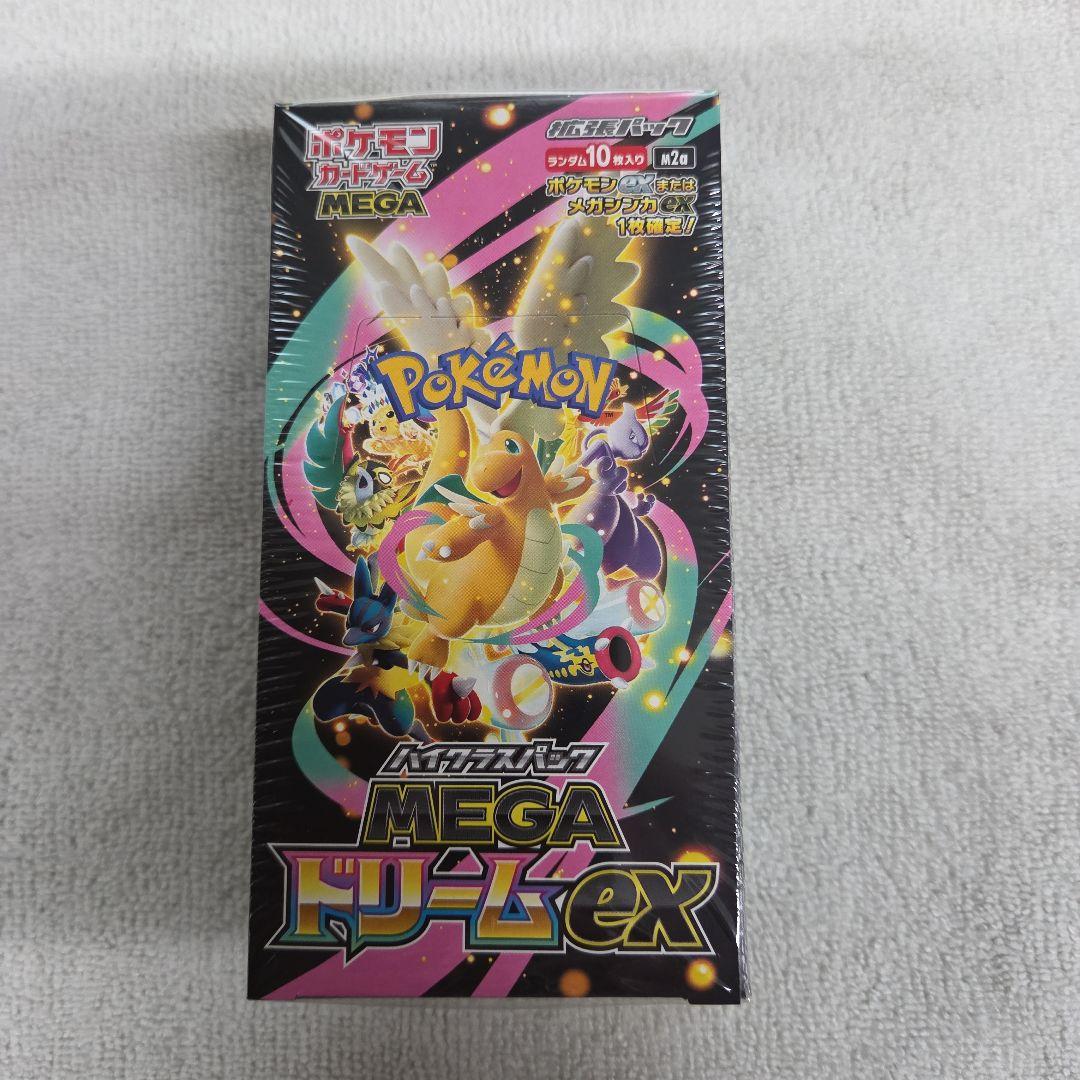 ポケモン
カードゲーム™
MEGA
拡張パック
ランダム10枚入り M2a
ポケモンexまたは
メガシンカex
1枚確定!
POKéMON™
ハイクラスパック
MEGA
ドリームex